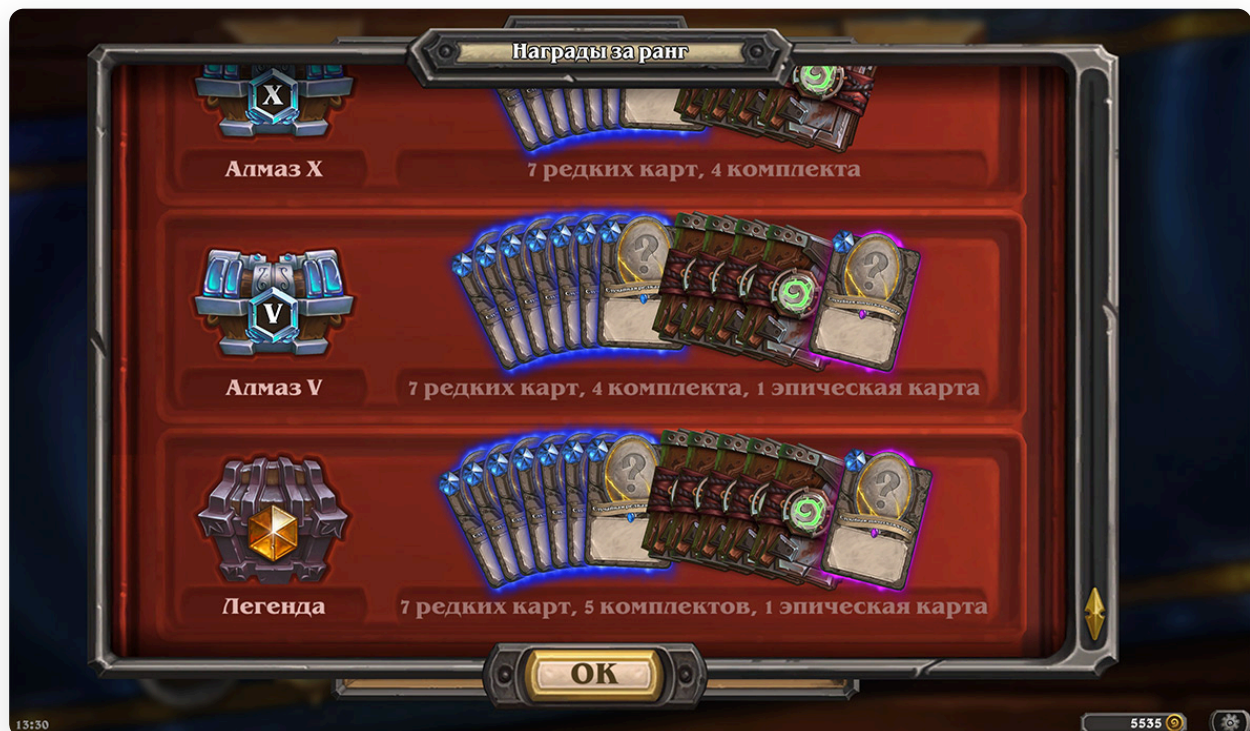 Награды за ранг
X
Алмаз X
7 редких карт, 4 комплекта
V
Алмаз V
7 редких карт, 4 комплекта, 1 эпическая карта
Легенда
7 редких карт, 5 комплектов, 1 эпическая карта
ОК
13:30
5535